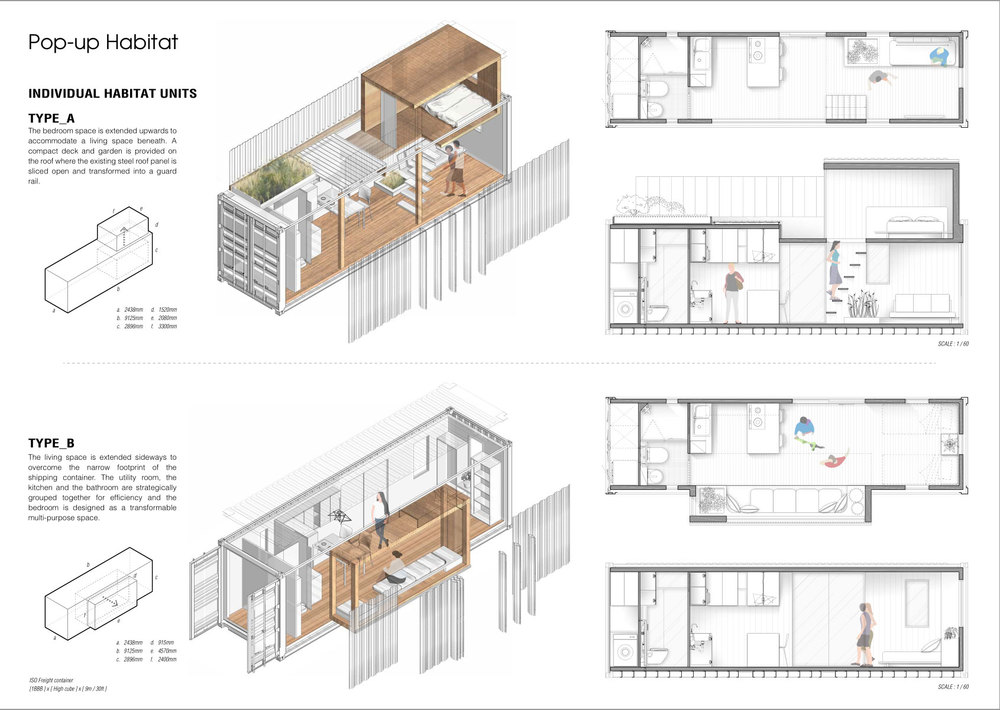 Pop-up Habitat
INDIVIDUAL HABITAT UNITS
TYPE_A
The bedroom space is extended upwards to
accommodate a living space beneath. A
compact deck and garden is provided on
the roof where the existing steel roof panel is
sliced open and transformed into a guard
rail.
f
e
d
c
b
a
a. 2438mm d. 1520mm
b. 9125mm e. 2080mm
c. 2896mm f. 3300mm
SCALE : 1 / 60
TYPE_B
The living space is extended sideways to
overcome the narrow footprint of the
shipping container. The utility room, the
kitchen and the bathroom are strategically
grouped together for efficiency and the
bedroom is designed as a transformable
multi-purpose space.
b
d
c
f
e
a
a. 2438mm d. 915mm
b. 9125mm e. 4570mm
c. 2896mm f. 2400mm
ISO Freight container
[1BBB ] x [ High cube ] x [ 9m / 30ft ]
SCALE : 1 / 60